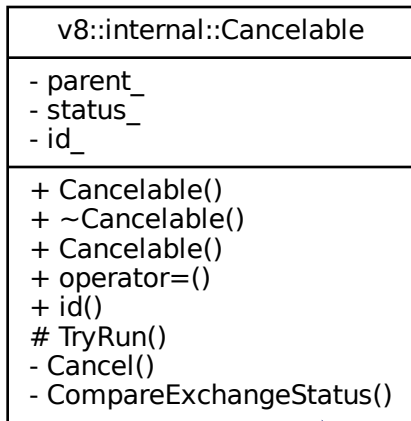 v8::internal::Cancelable
- parent_
- status_
- id_
+ Cancelable()
+ ~Cancelable()
+ Cancelable()
+ operator=()
+ id()
# TryRun()
- Cancel()
- CompareExchangeStatus()